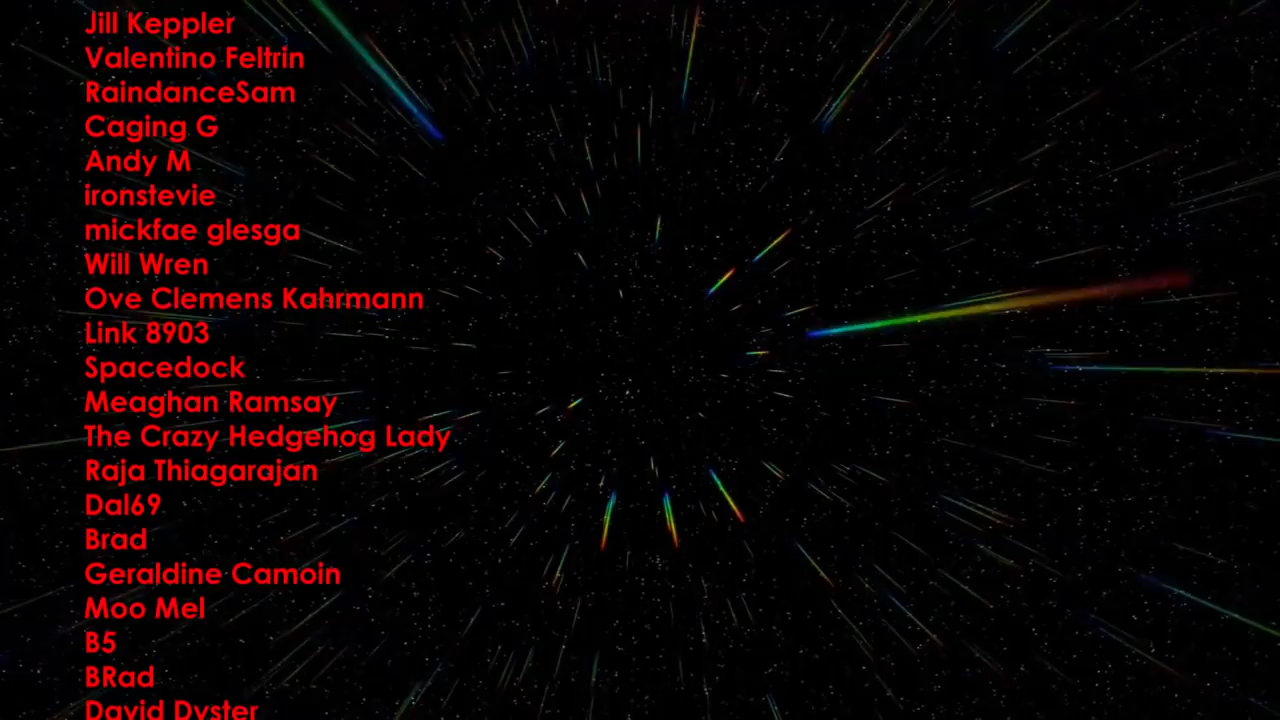 Jill Keppler
Valentino Feltrin
RaindanceSam
Caging G
Andy M
ironstevie
mickfae glesga
Will Wren
Ove Clemens Kahrmann
Link 8903
Spacedock
Meaghan Ramsay
The Crazy Hedgehog Lady
Raja Thiagarajan
Dal69
Brad
Geraldine Camoin
Moo Mel
B5
BRad
David Dyster